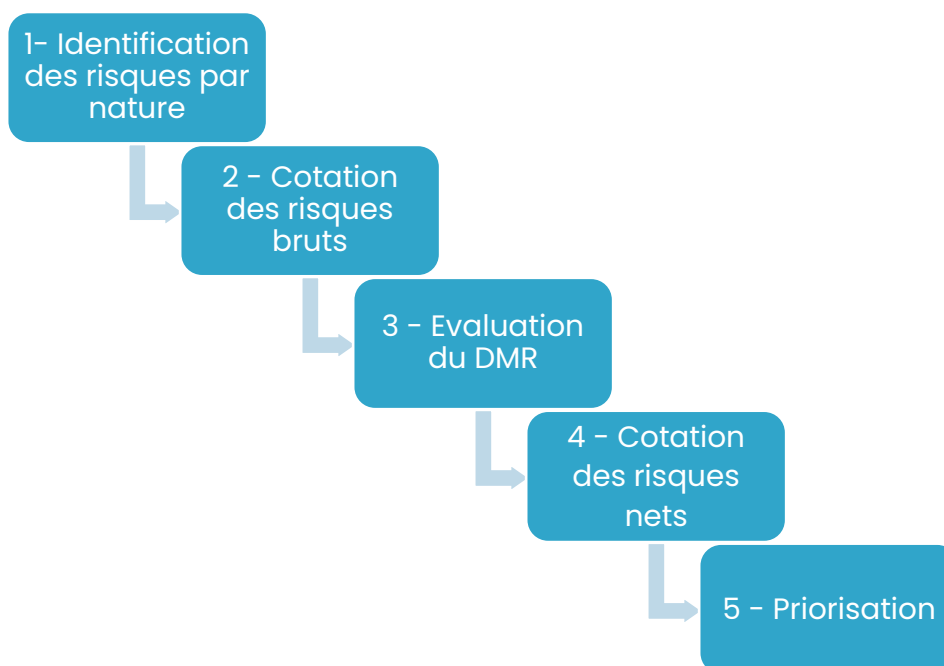 1- Identification
des risques par
nature
2 - Cotation
des risques
bruts
3 - Evaluation
du DMR
4 - Cotation
des risques
nets
5 - Priorisation